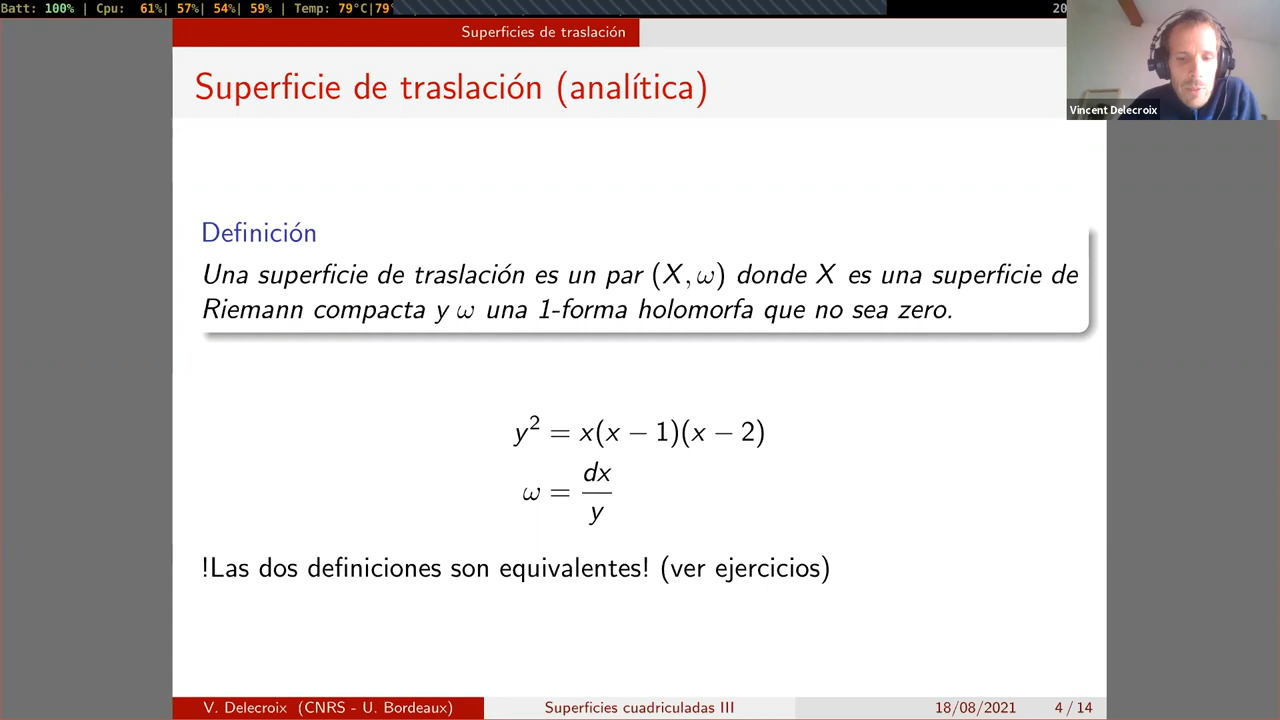 Batt: 100% | Cpu: 61%| 57%| 54%| 59% | Temp: 79°C|79° 20
Superficies de traslación
Superficie de traslación (analítica)
Vincent Delecroix
Definición
Una superficie de traslación es un par (X, ω) donde X es una superficie de
Riemann compacta y ω una 1-forma holomorfa que no sea zero.
y² = x(x − 1)(x − 2)
ω = dx/y
!Las dos definiciones son equivalentes! (ver ejercicios)
V. Delecroix (CNRS - U. Bordeaux) Superficies cuadriculadas III 18/08/2021 4 / 14